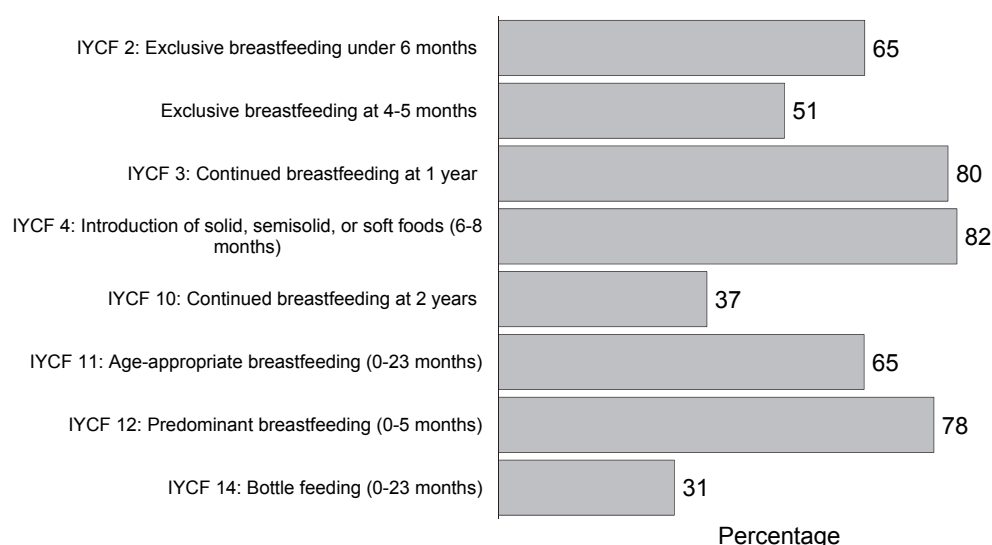 IYCF 2: Exclusive breastfeeding under 6 months 65
Exclusive breastfeeding at 4-5 months 51
IYCF 3: Continued breastfeeding at 1 year 80
IYCF 4: Introduction of solid, semisolid, or soft foods (6-8
months) 82
IYCF 10: Continued breastfeeding at 2 years 37
IYCF 11: Age-appropriate breastfeeding (0-23 months) 65
IYCF 12: Predominant breastfeeding (0-5 months) 78
IYCF 14: Bottle feeding (0-23 months) 31
Percentage